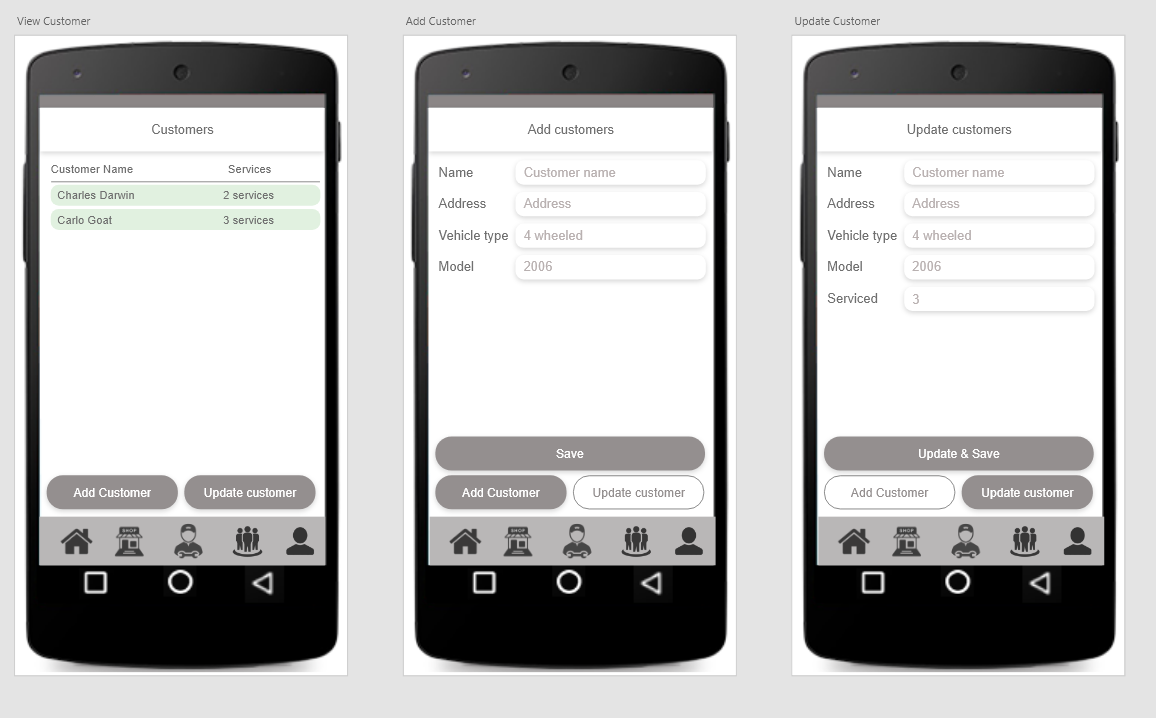 View Customer
Customers
Customer Name Services
Charles Darwin 2 services
Carlo Goat 3 services
Add Customer Update customer
SHOP
Add Customer
Add customers
Name Customer name
Address Address
Vehicle type 4 wheeled
Model 2006
Save
Add Customer Update customer
SHOP
Update Customer
Update customers
Name Customer name
Address Address
Vehicle type 4 wheeled
Model 2006
Serviced 3
Update & Save
Add Customer Update customer
SHOP